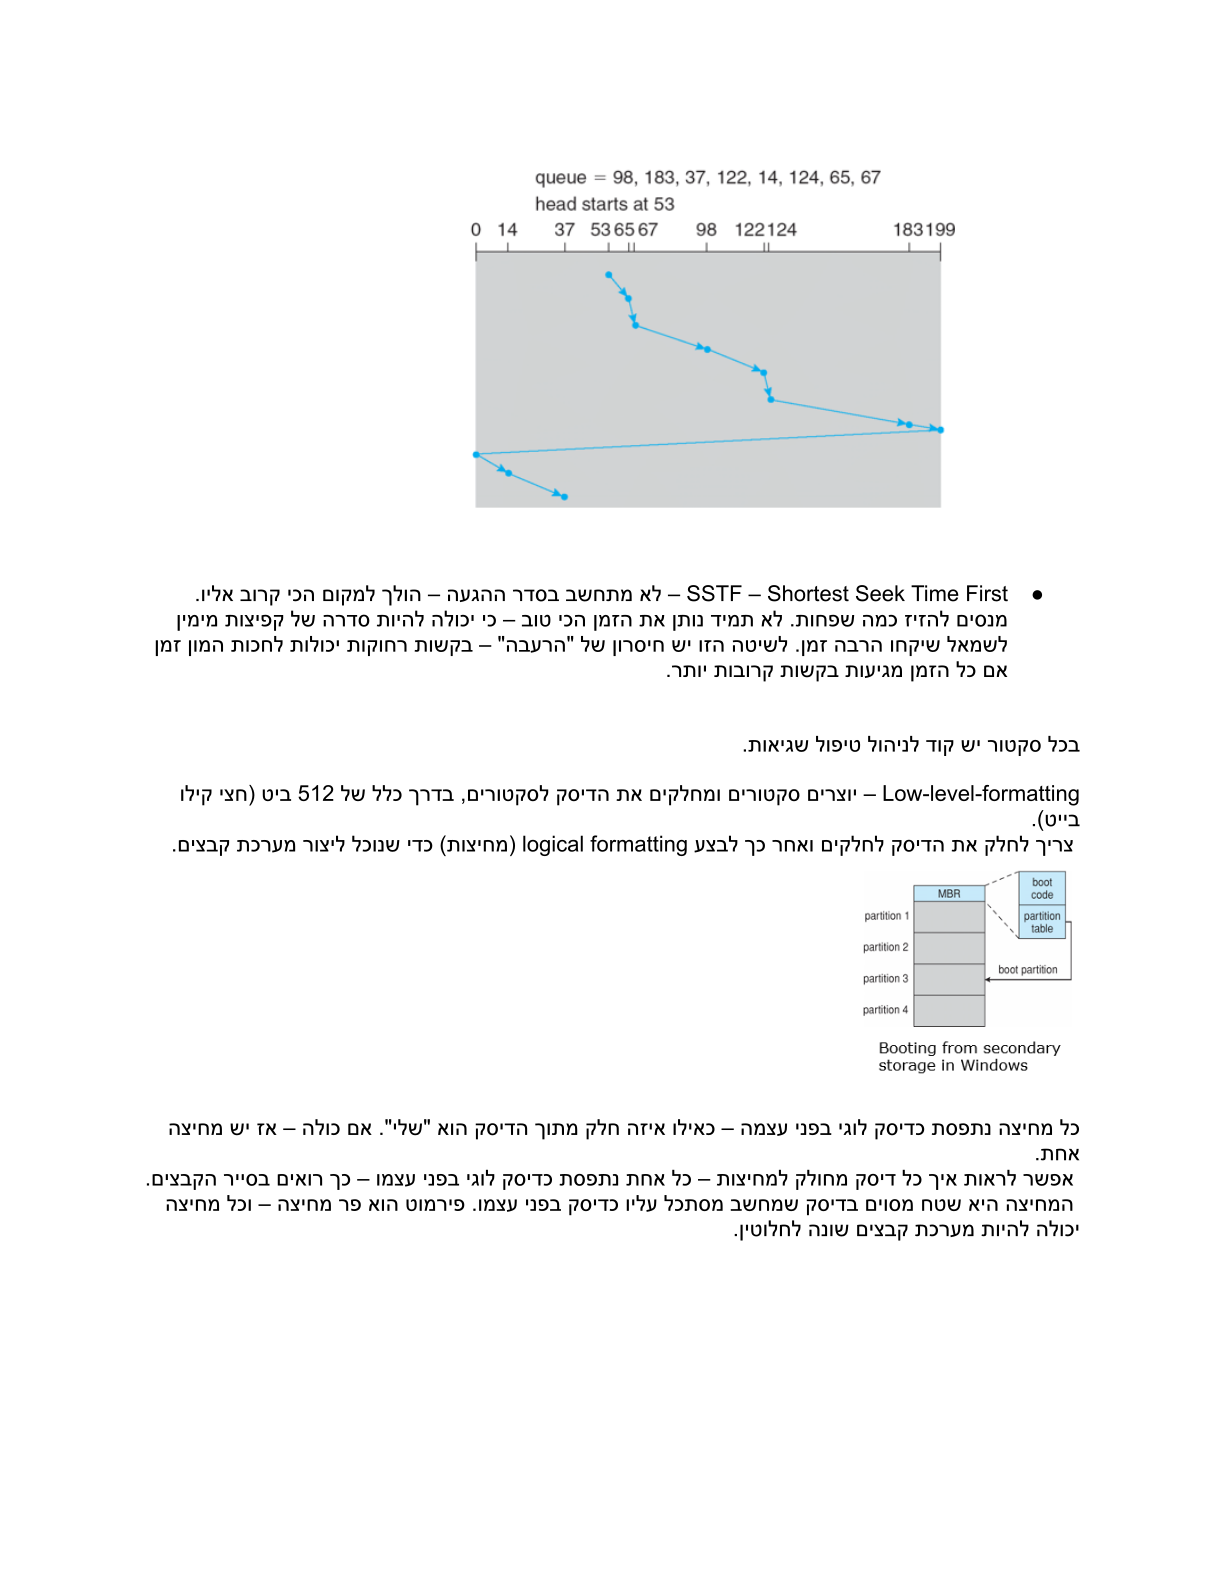 queue = 98, 183, 37, 122, 14, 124, 65, 67
head starts at 53
0 14 37 53 65 67 98 122 124 183 199
● SSTF – Shortest Seek Time First – לא מתחשב בסדר ההגעה – הולך למקום הכי קרוב אליו.
מנסים להזיז כמה שפחות. לא תמיד נותן את הזמן הכי טוב – כי יכולה להיות סדרה של קפיצות מימין
לשמאל שיקחו הרבה זמן. לשיטה הזו יש חיסרון של "הרעבה" – בקשות רחוקות יכולות לחכות המון זמן
אם כל הזמן מגיעות בקשות קרובות יותר.
בכל סקטור יש קוד לניהול טיפול שגיאות.
Low-level-formatting – יוצרים סקטורים ומחלקים את הדיסק לסקטורים, בדרך כלל של 512 ביט (חצי קילו
בייט).
צריך לחלק את הדיסק לחלקים ואחר כך לבצע logical formatting (מחיצות) כדי שנוכל ליצור מערכת קבצים.
MBR
boot
code
partition
table
partition 1
partition 2
partition 3
boot partition
partition 4
Booting from secondary
storage in Windows
כל מחיצה נתפסת כדיסק לוגי בפני עצמה – כאילו איזה חלק מתוך הדיסק הוא "שלי". אם כולה – אז יש מחיצה
אחת.
אפשר לראות איך כל דיסק מחולק למחיצות – כל אחת נתפסת כדיסק לוגי בפני עצמו – כך רואים בסייר הקבצים.
המחיצה היא שטח מסוים בדיסק שמחשב מסתכל עליו כדיסק בפני עצמו. פירמוט הוא פר מחיצה – וכל מחיצה
יכולה להיות מערכת קבצים שונה לחלוטין.